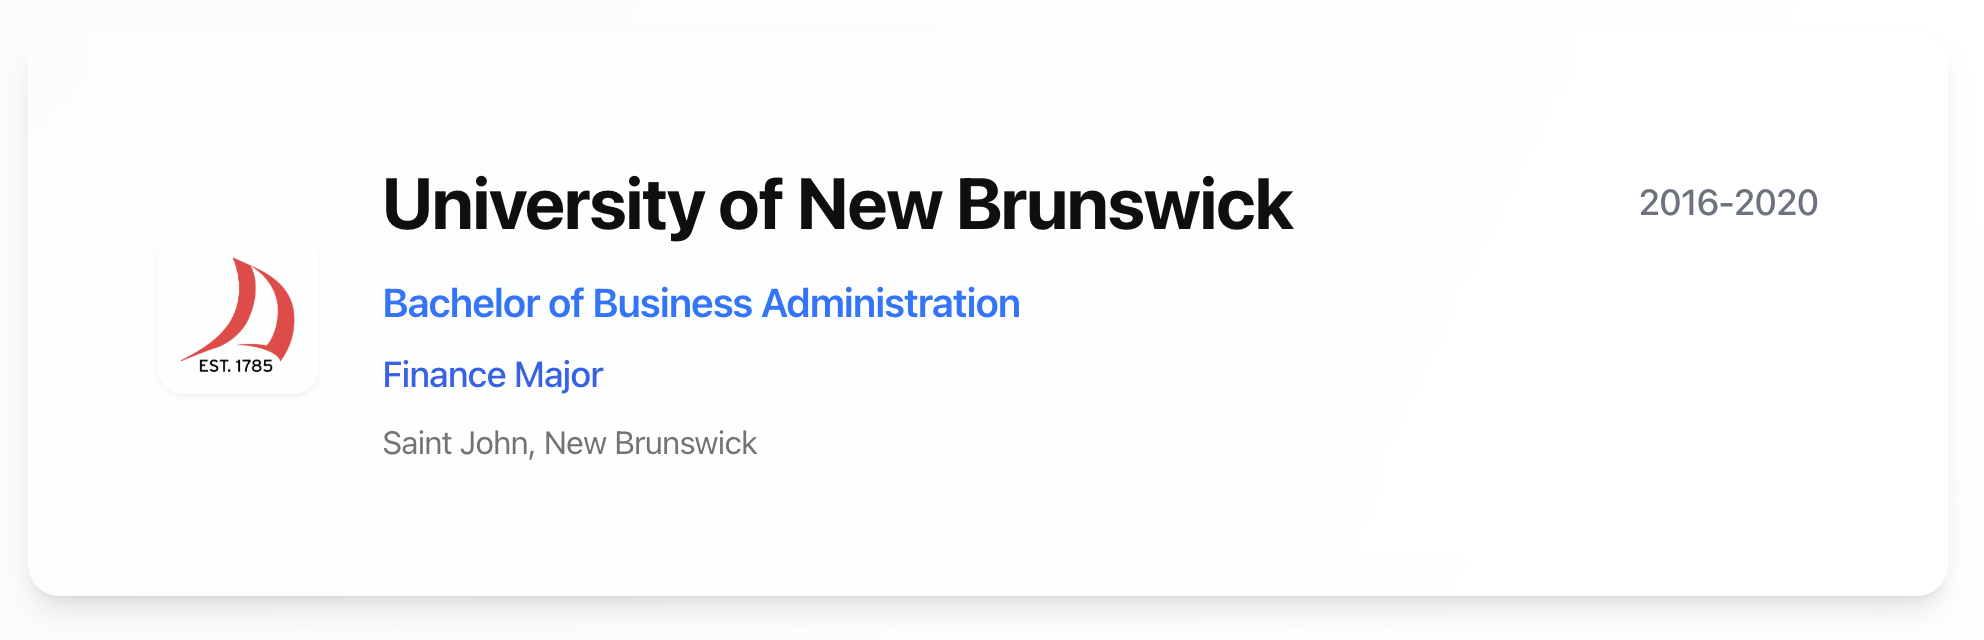 University of New Brunswick
2016-2020
Bachelor of Business Administration
Finance Major
Saint John, New Brunswick
EST. 1785